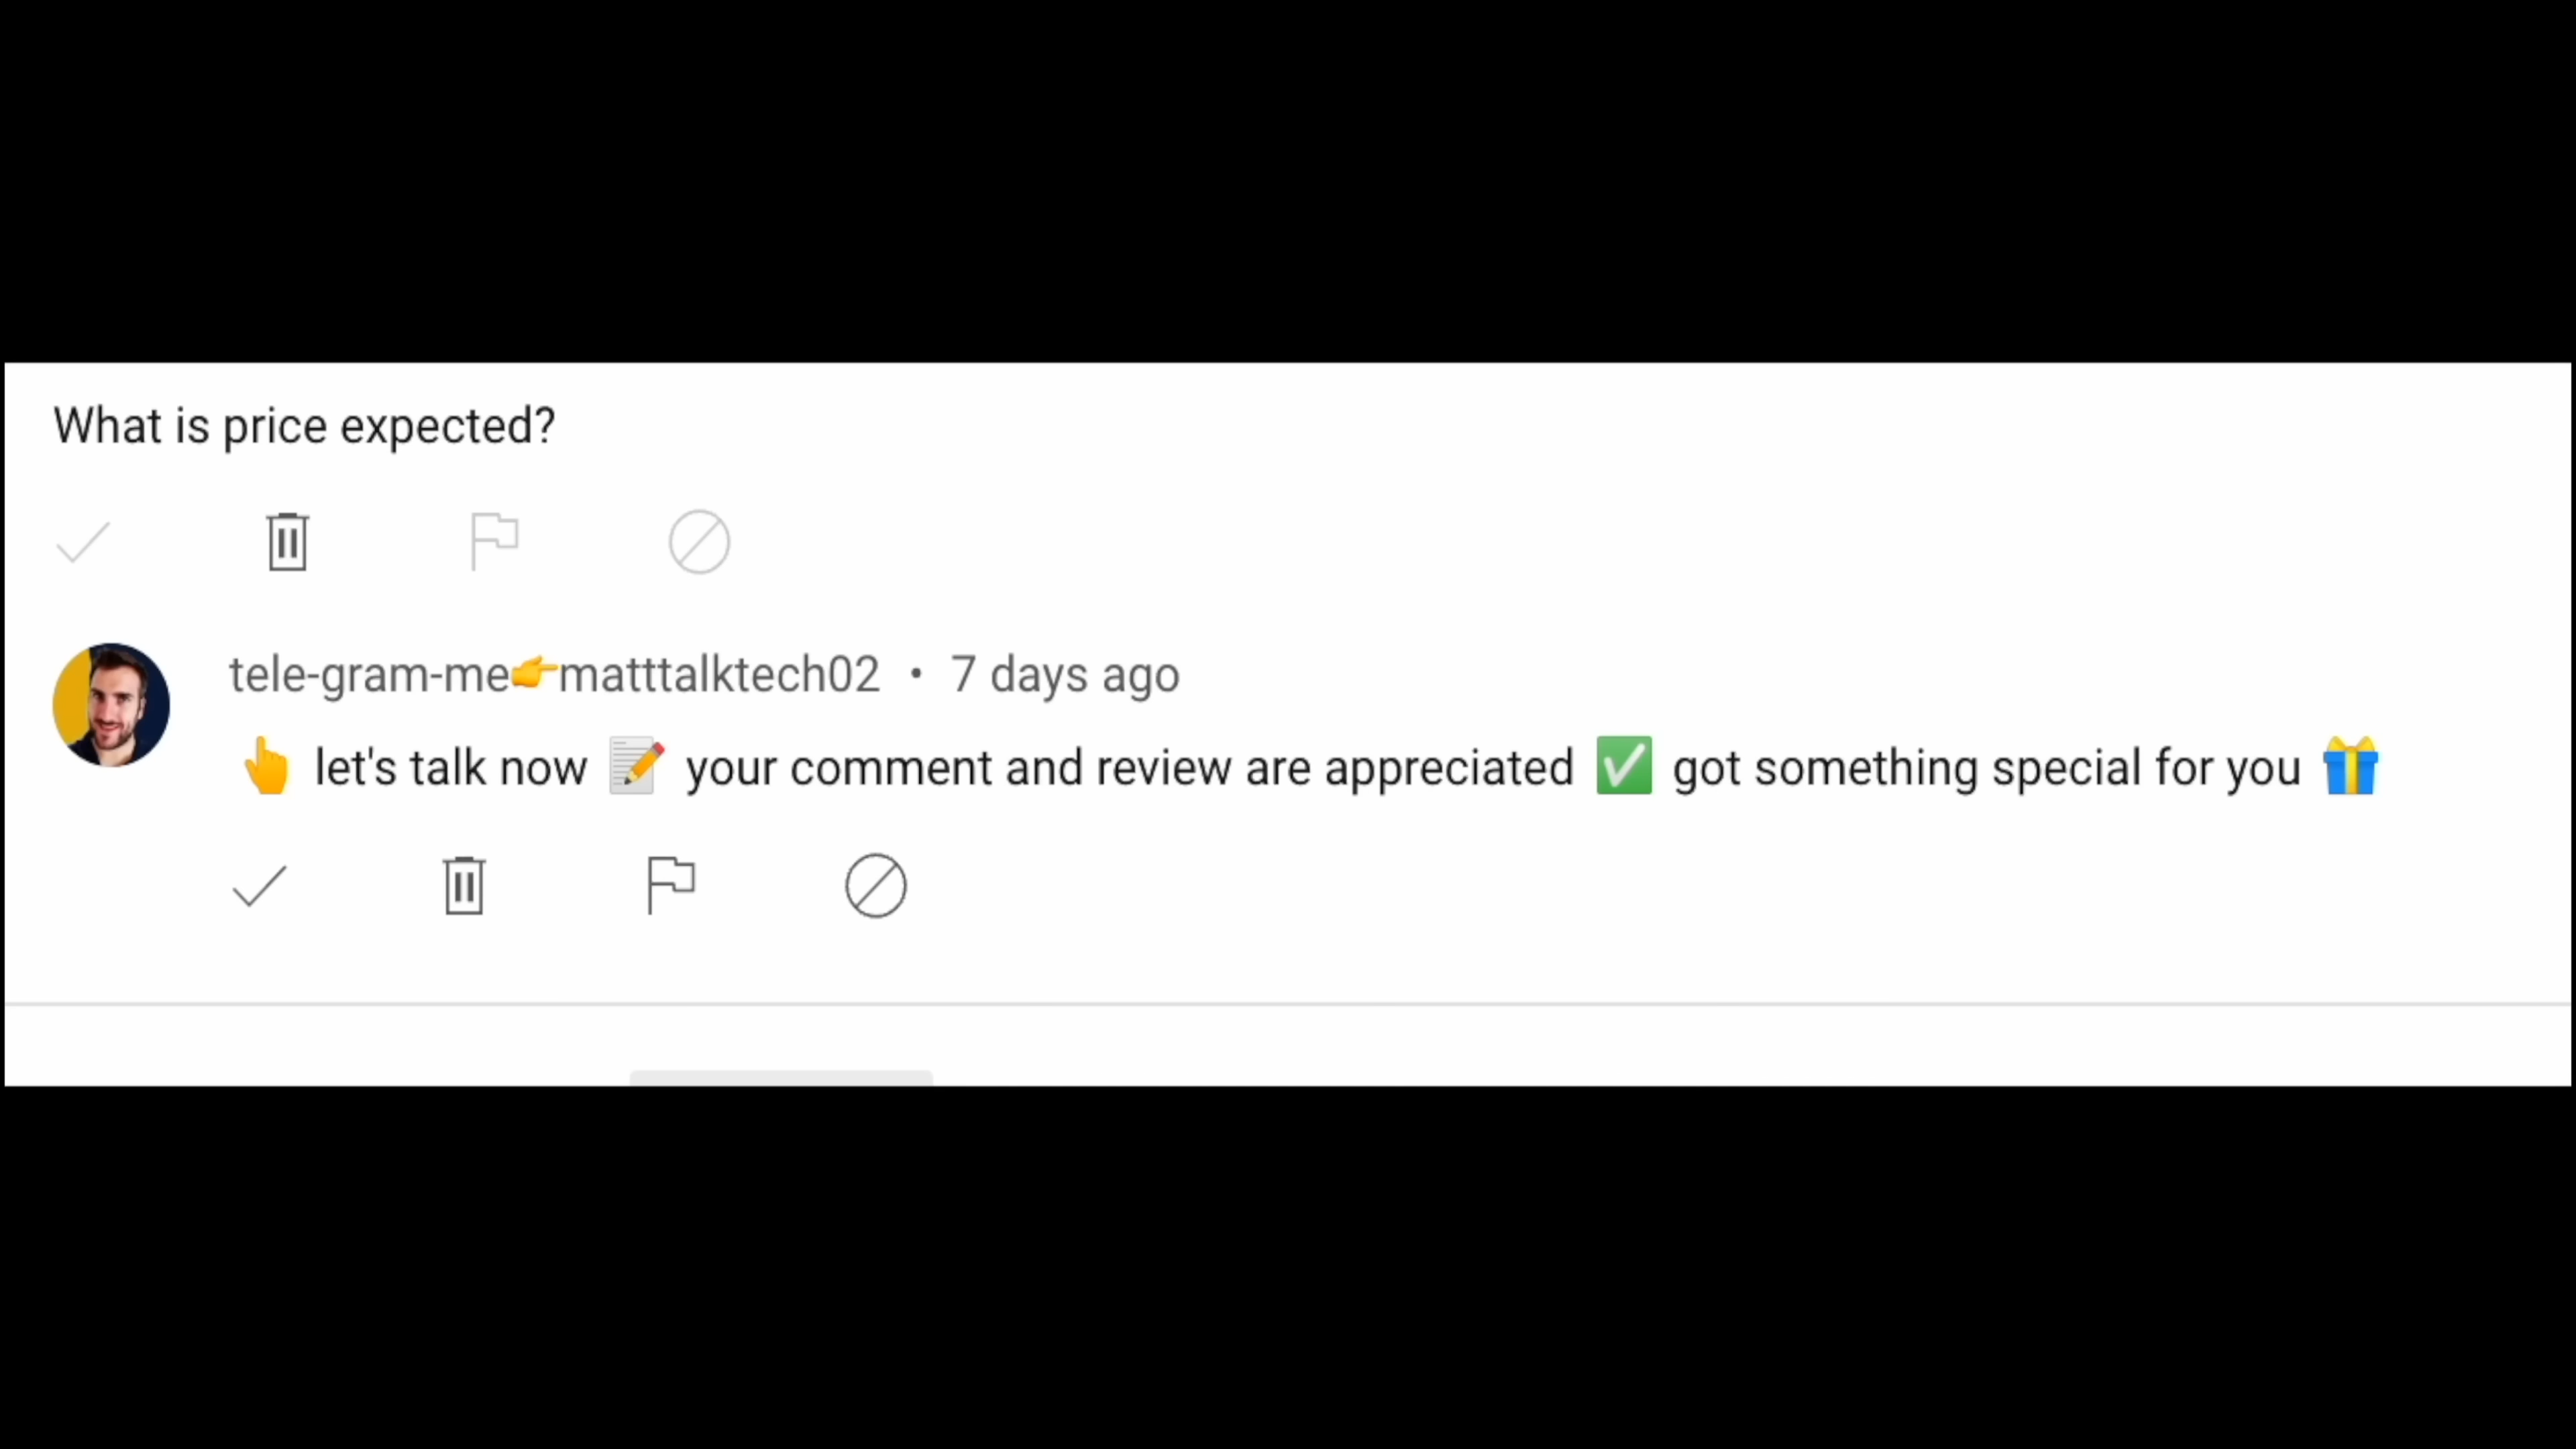 What is price expected?
tele-gram-me👉matttalktech02 • 7 days ago
👆 let's talk now 📝 your comment and review are appreciated ✅ got something special for you 🎁